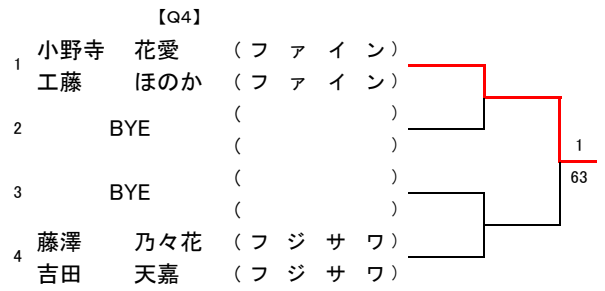 【Q4】
1 小野寺 花愛 (ファイン)
工藤 ほのか (ファイン)
2 BYE ( )
( )
3 BYE ( )
( )
4 藤澤 乃々花 (フジサワ)
吉田 天嘉 (フジサワ)
1
63